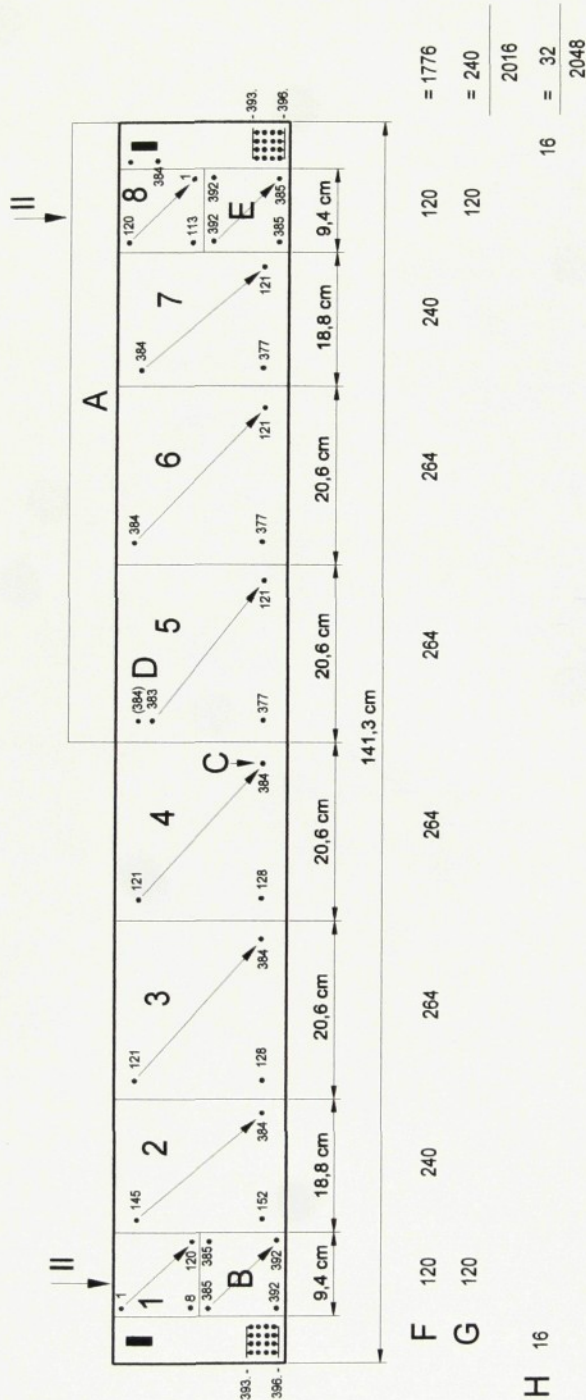 II
II
A
1
2
3
4
5
6
7
8
1
8
120
385
385
B
392
392
145
152
384
121
128
384
121
128
384
C
D
(384)
383
377
121
384
377
121
384
377
121
120
113
1
384
392
392
E
385
385
393. -
396. -
- 393.
- 396.
9,4 cm
18,8 cm
20,6 cm
20,6 cm
20,6 cm
20,6 cm
18,8 cm
9,4 cm
141,3 cm
F 120 240 264 264 264 264 240 120 = 1776
G 120 120 = 240
2016
H 16 16 = 32
2048